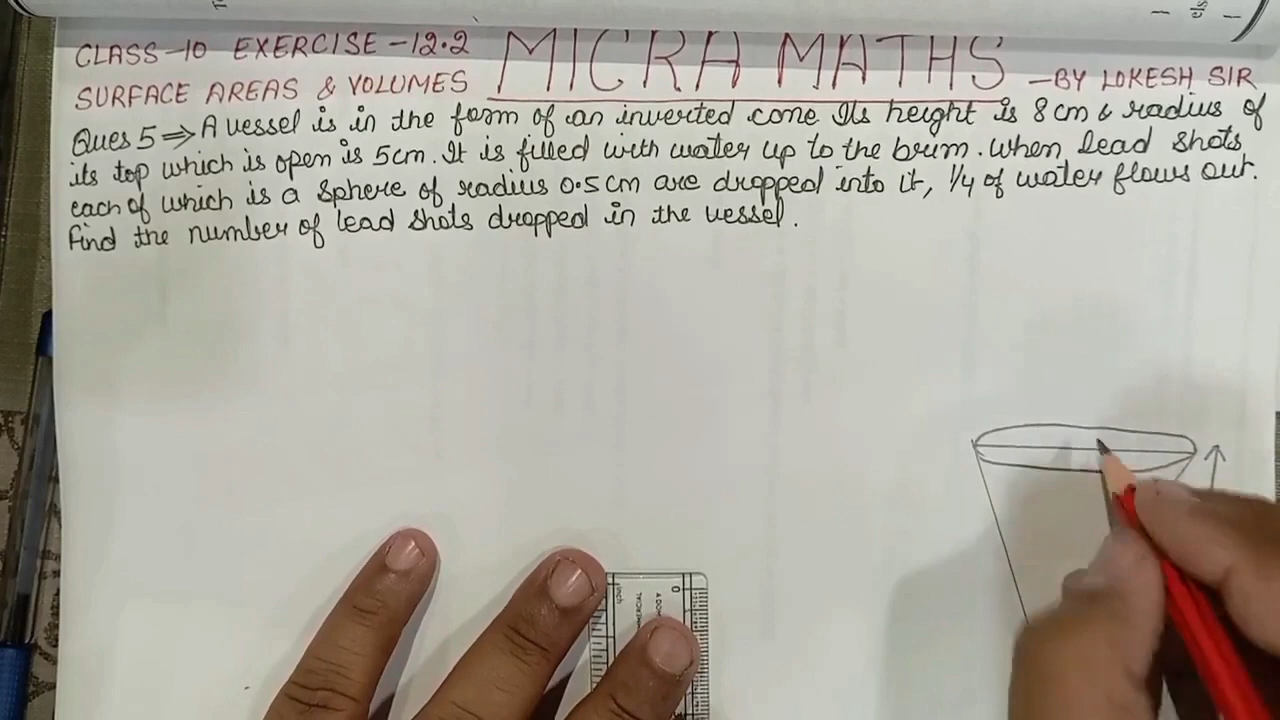 CLASS-10 EXERCISE-12.2
SURFACE AREAS & VOLUMES
MICRA MATHS
-BY LOKESH SIR
Ques 5⇒ A vessel is in the form of an inverted cone Its height is 8 cm & radius of
its top which is open is 5cm. It is filled with water up to the brim. When lead shots
each of which is a sphere of radius 0.5 cm are dropped into it, 1/4 of water flows out.
Find the number of lead shots dropped in the vessel.